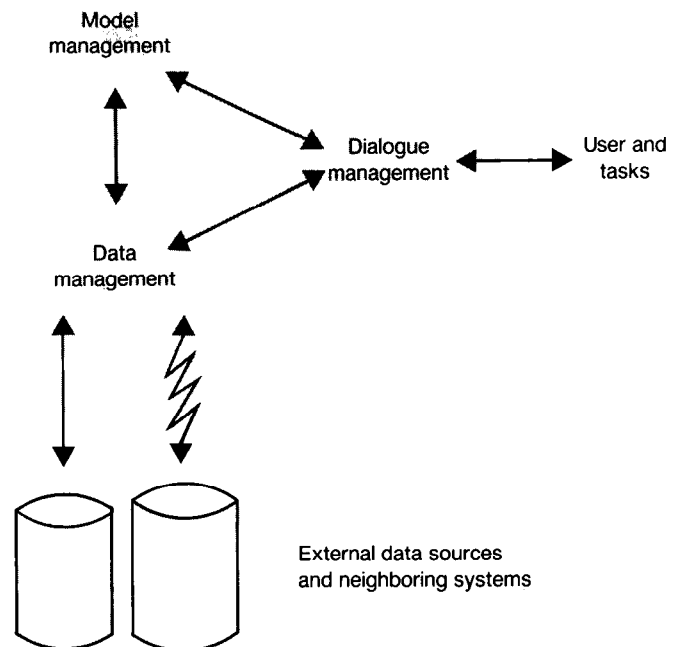 Model
management
Dialogue
management
User and
tasks
Data
management
External data sources
and neighboring systems